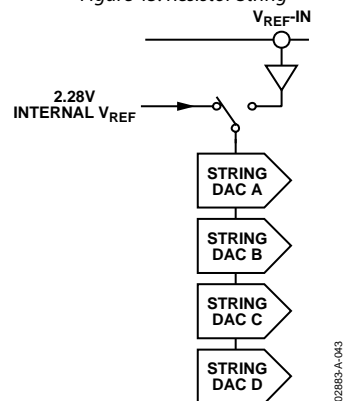 Figure 43. Resistor String
VREF-IN
2.28V
INTERNAL VREF
STRING
DAC A
STRING
DAC B
STRING
DAC C
STRING
DAC D
02883-A-043